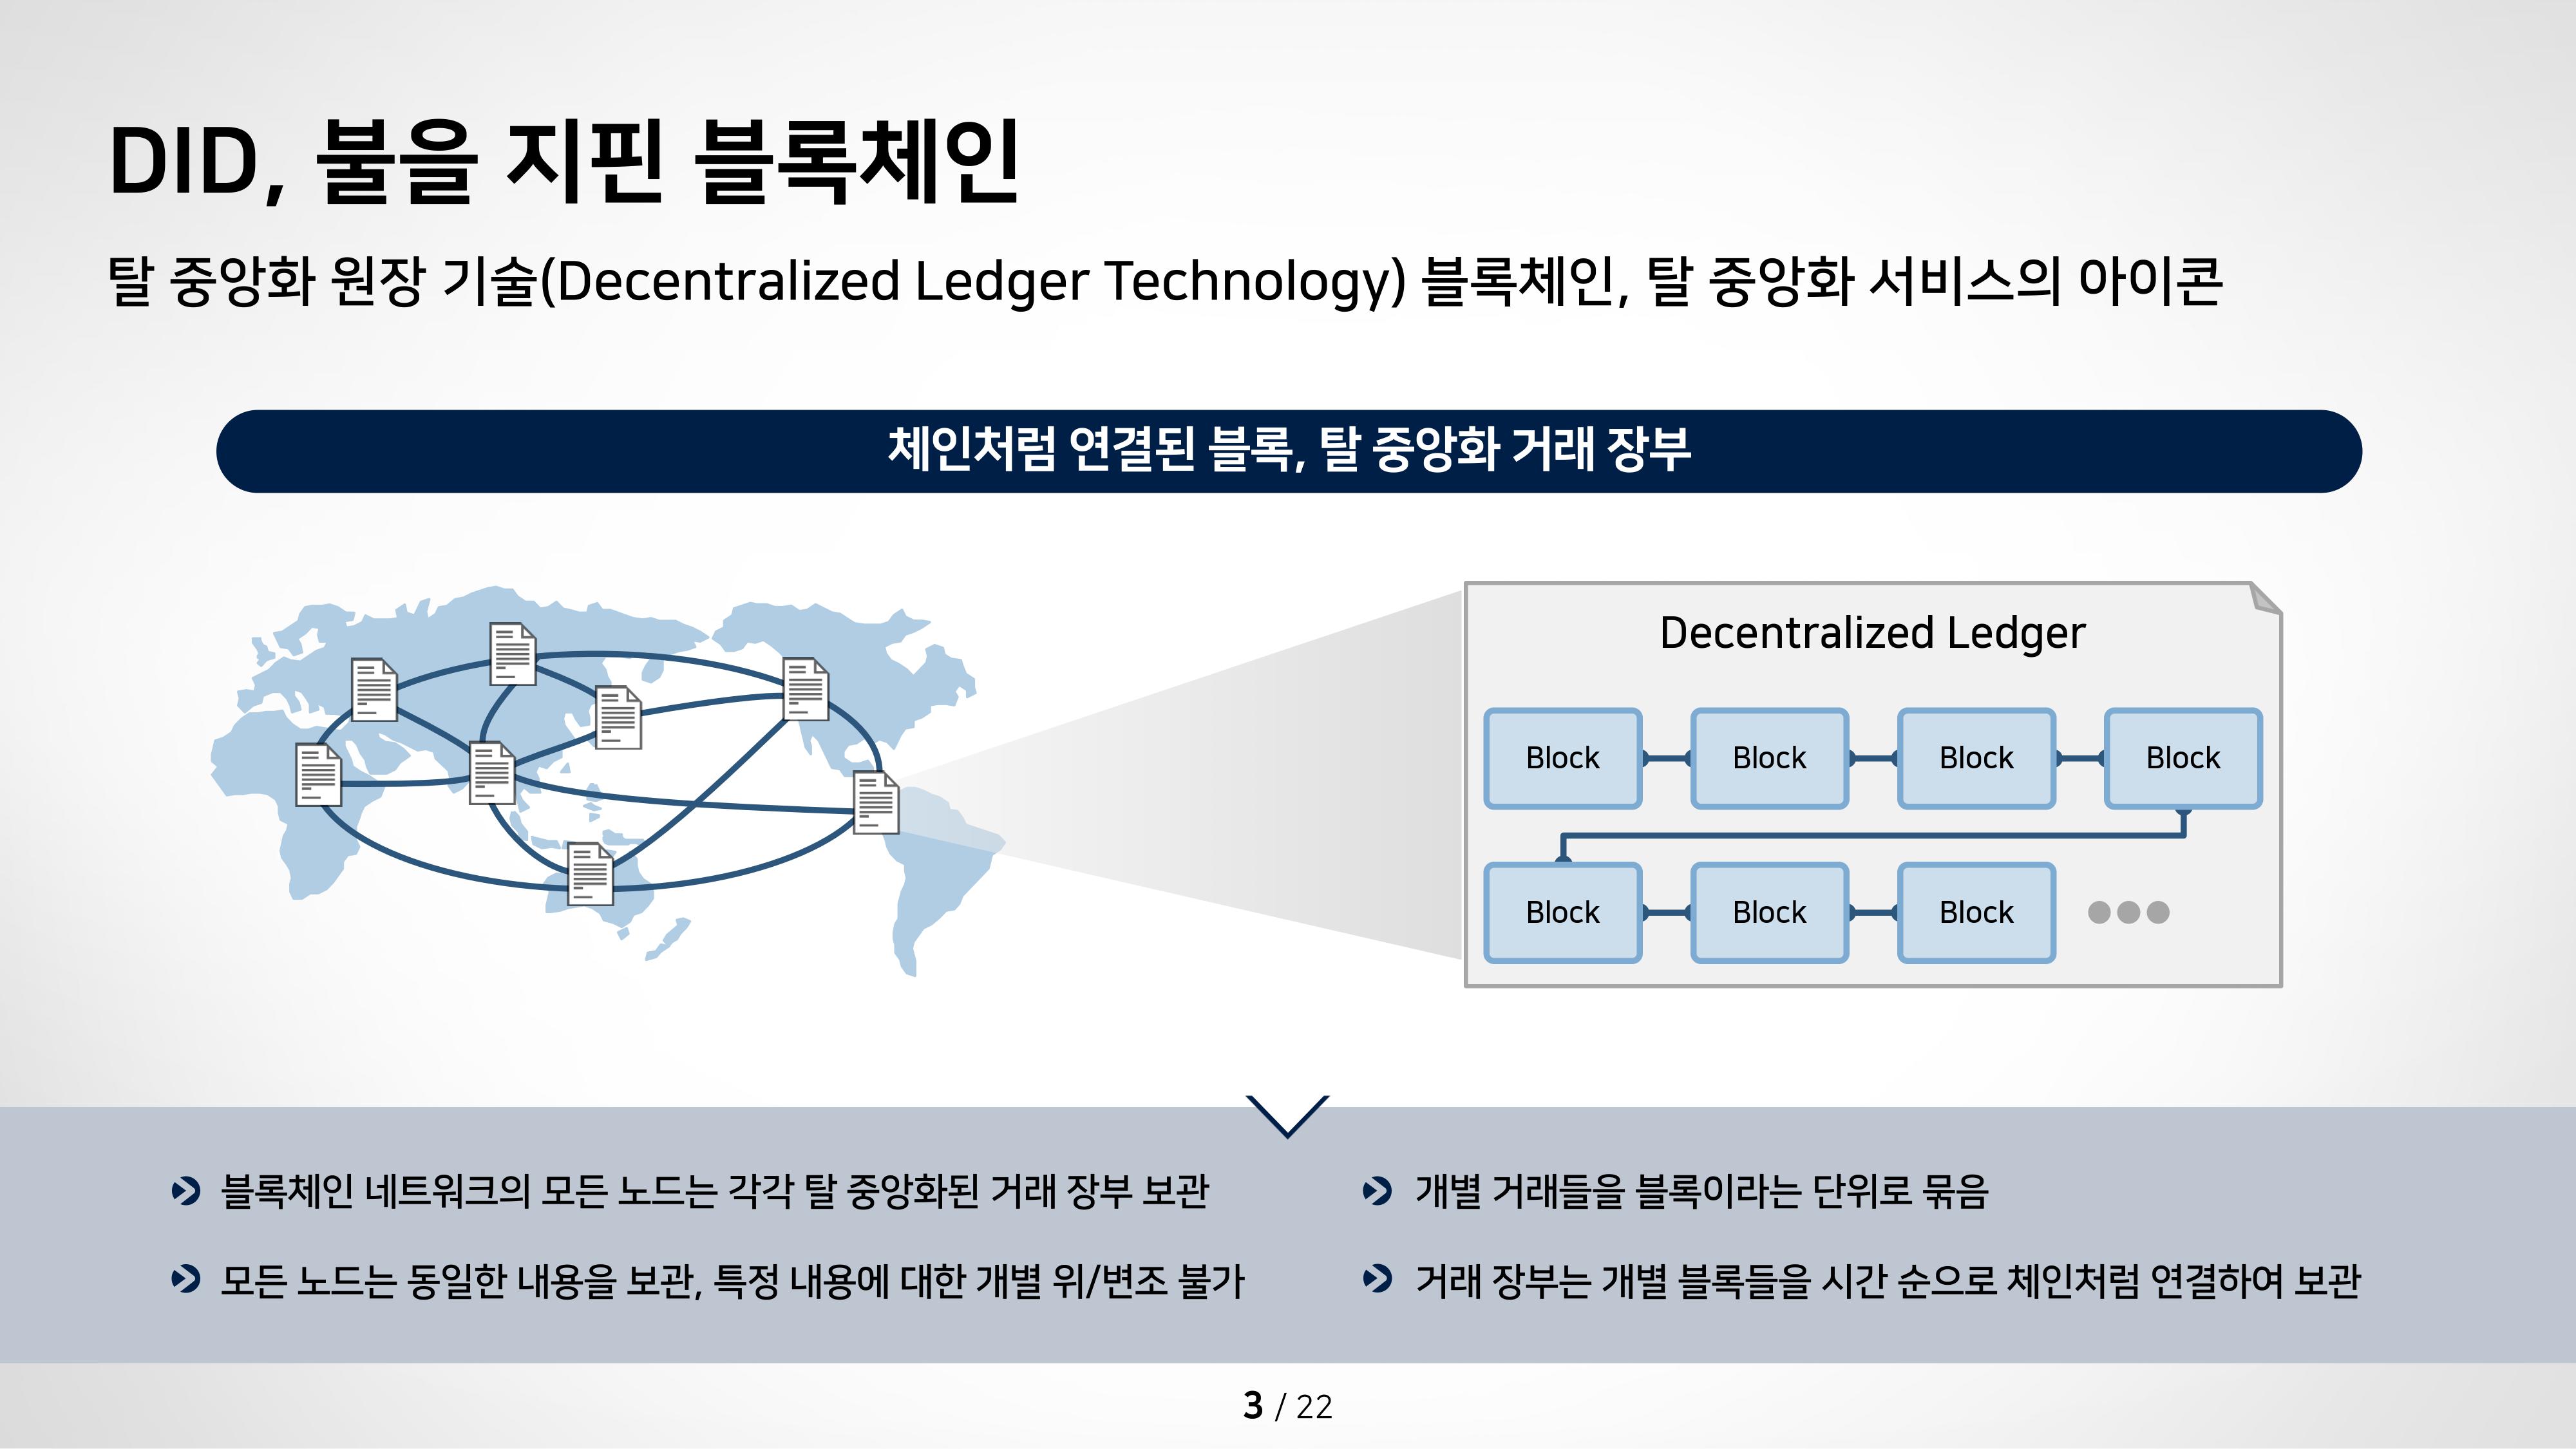 DID, 불을 지핀 블록체인
탈 중앙화 원장 기술(Decentralized Ledger Technology) 블록체인, 탈 중앙화 서비스의 아이콘
체인처럼 연결된 블록, 탈 중앙화 거래 장부
Decentralized Ledger
Block Block Block Block
Block Block Block
블록체인 네트워크의 모든 노드는 각각 탈 중앙화된 거래 장부 보관
모든 노드는 동일한 내용을 보관, 특정 내용에 대한 개별 위/변조 불가
개별 거래들을 블록이라는 단위로 묶음
거래 장부는 개별 블록들을 시간 순으로 체인처럼 연결하여 보관
3 / 22